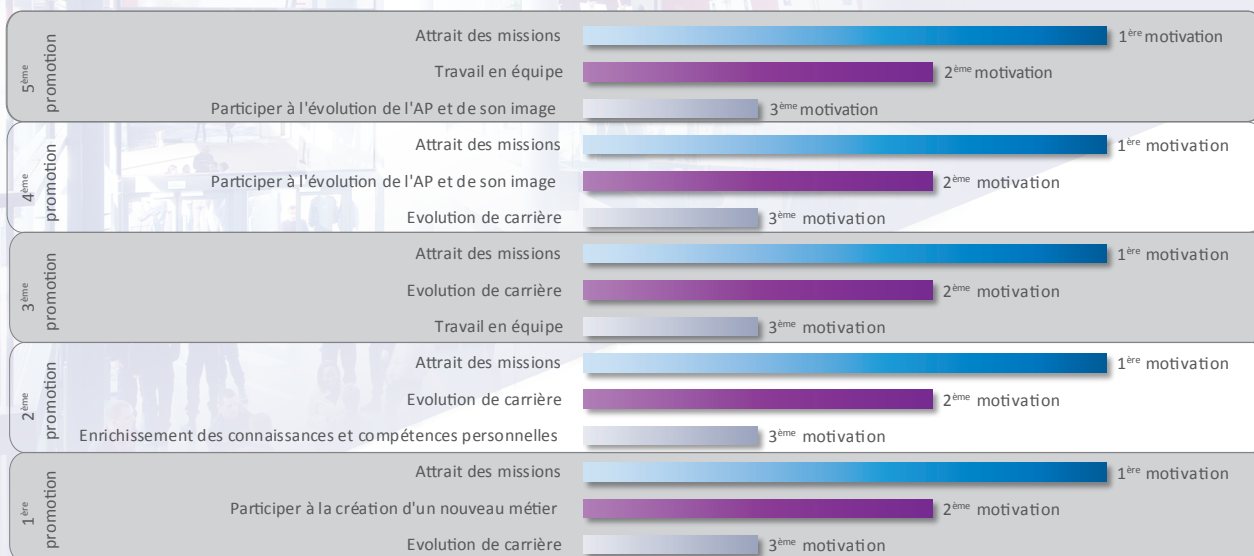 5ème promotion
Attrait des missions 1ère motivation
Travail en équipe 2ème motivation
Participer à l'évolution de l'AP et de son image 3ème motivation
4ème promotion
Attrait des missions 1ère motivation
Participer à l'évolution de l'AP et de son image 2ème motivation
Evolution de carrière 3ème motivation
3ème promotion
Attrait des missions 1ère motivation
Evolution de carrière 2ème motivation
Travail en équipe 3ème motivation
2ème promotion
Attrait des missions 1ère motivation
Evolution de carrière 2ème motivation
Enrichissement des connaissances et compétences personnelles 3ème motivation
1ère promotion
Attrait des missions 1ère motivation
Participer à la création d'un nouveau métier 2ème motivation
Evolution de carrière 3ème motivation